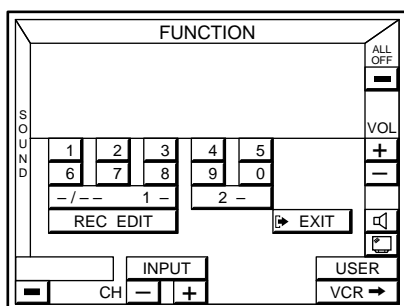 FUNCTION
ALL
OFF
SOUND
VOL
1 2 3 4 5
+
6 7 8 9 0
−
−/−− 1 − 2 −
REC EDIT EXIT
INPUT USER
− CH − + VCR ➡